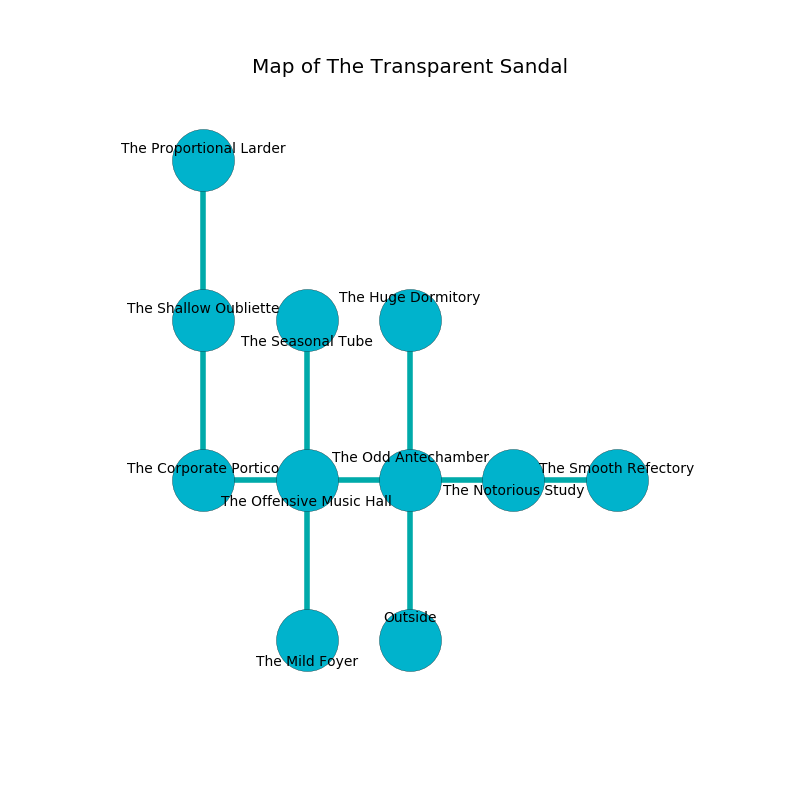 Map of The Transparent Sandal
The Proportional Larder
The Huge Dormitory
The Shallow Oubliette
The Seasonal Tube
The Odd Antechamber
The Corporate Portico
The Smooth Refectory
The Notorious Study
The Offensive Music Hall
Outside
The Mild Foyer